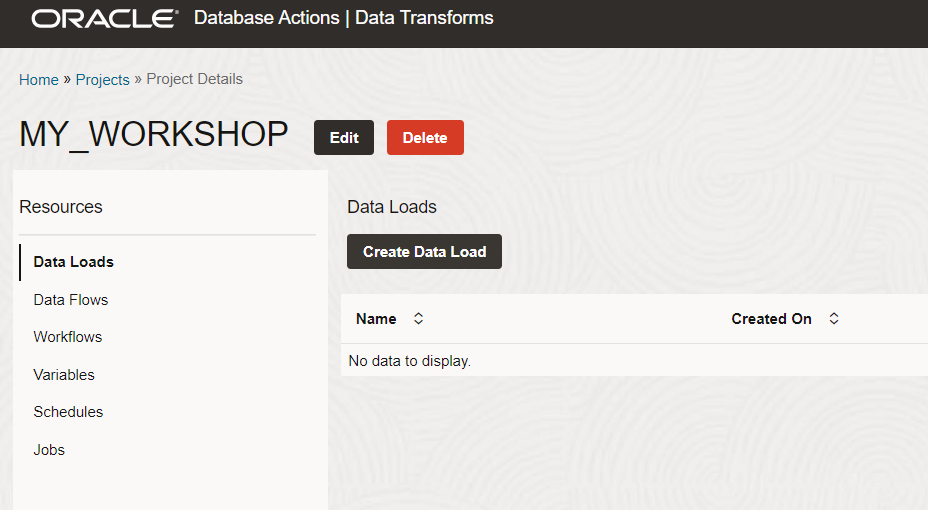 ORACLE Database Actions | Data Transforms
Home » Projects » Project Details
MY_WORKSHOP Edit Delete
Resources
Data Loads
Data Flows
Workflows
Variables
Schedules
Jobs
Data Loads
Create Data Load
Name Created On
No data to display.